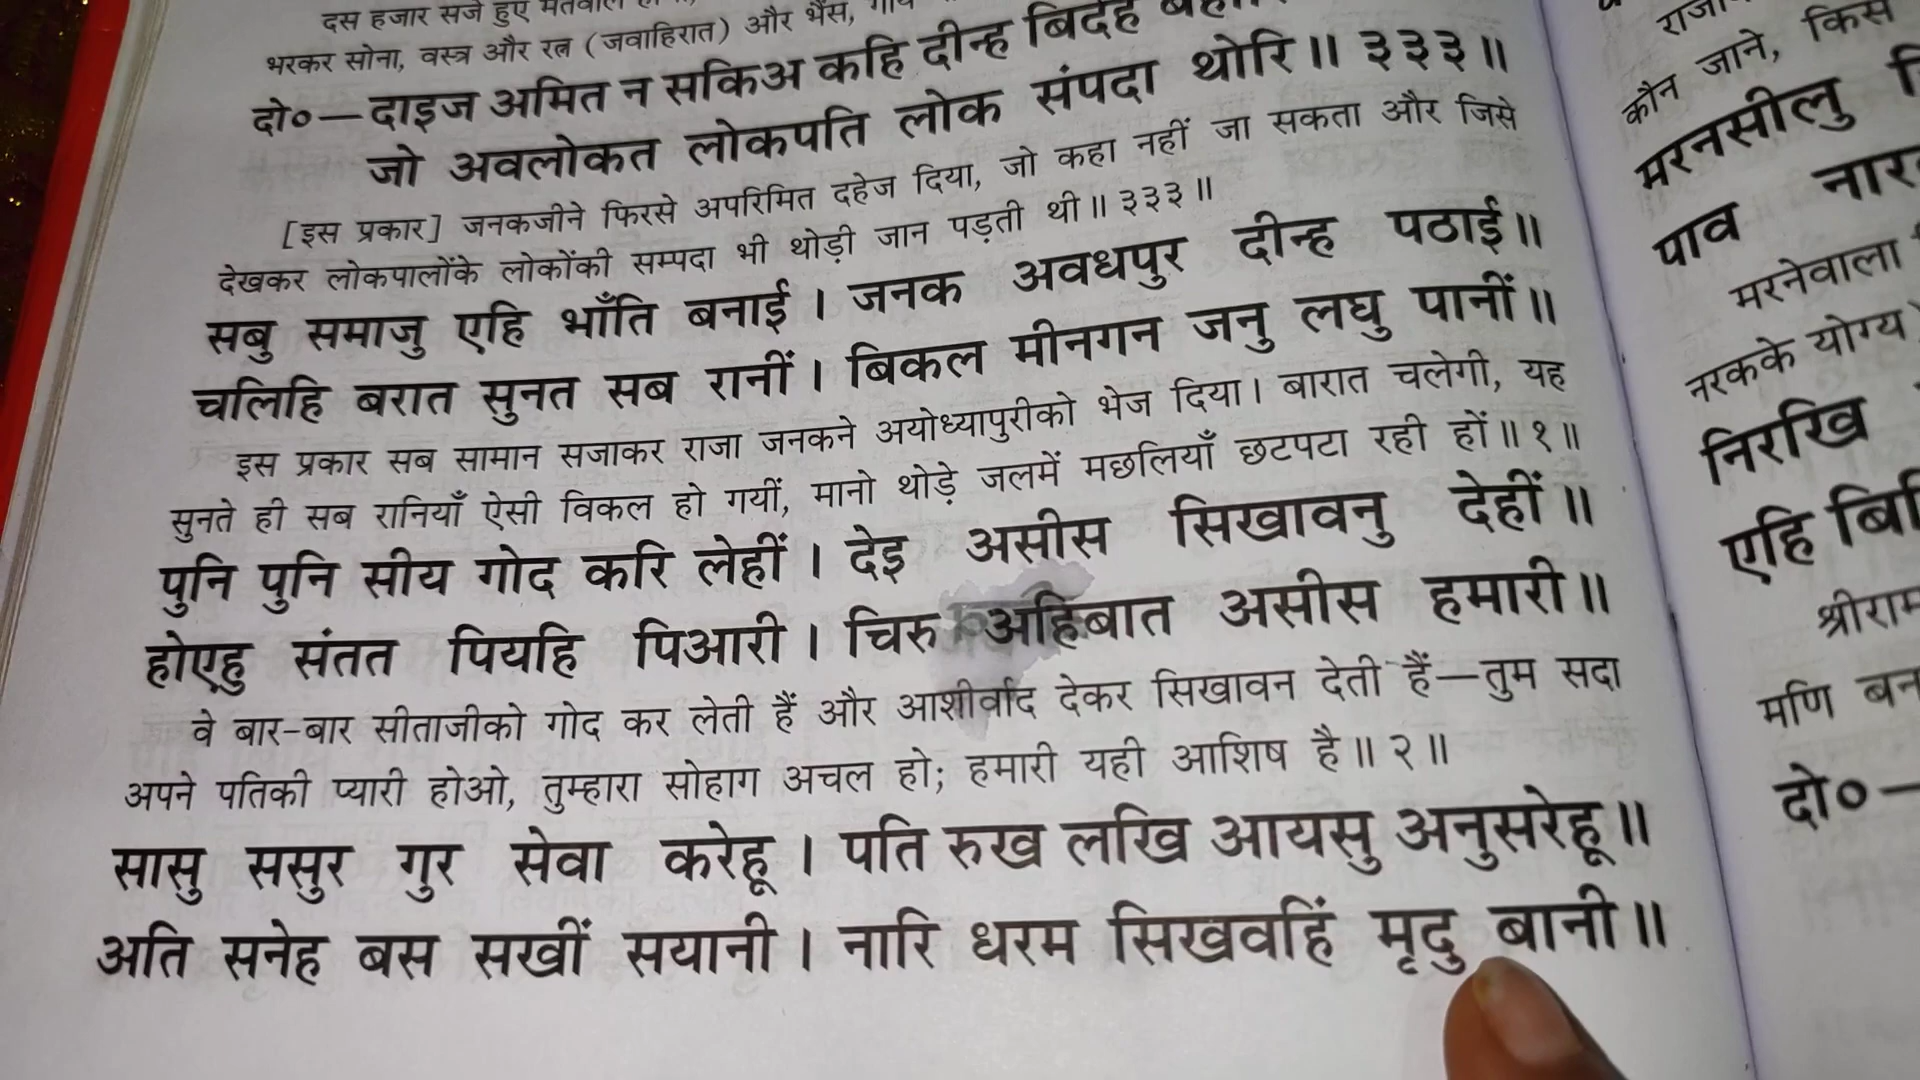 दस हजार सजे हुए मतवाले
भरकर सोना, वस्त्र और रत्न (जवाहिरात) और भैंस, गाय
दो०—दाइज अमित न सकिअ कहि दीन्ह बिदेहँ
जो अवलोकत लोकपति लोक संपदा थोरि॥ ३३३॥
[इस प्रकार] जनकजीने फिरसे अपरिमित दहेज दिया, जो कहा नहीं जा सकता और जिसे
देखकर लोकपालोंके लोकोंकी सम्पदा भी थोड़ी जान पड़ती थी॥ ३३३॥
सबु समाजु एहि भाँति बनाई। जनक अवधपुर दीन्ह पठाई॥
चलिहि बरात सुनत सब रानीं। बिकल मीनगन जनु लघु पानीं॥
इस प्रकार सब सामान सजाकर राजा जनकने अयोध्यापुरीको भेज दिया। बारात चलेगी, यह
सुनते ही सब रानियाँ ऐसी विकल हो गयीं, मानो थोड़े जलमें मछलियाँ छटपटा रही हों॥ १॥
पुनि पुनि सीय गोद करि लेहीं। देइ असीस सिखावनु देहीं॥
होएहु संतत पियहि पिआरी। चिरु अहिबात असीस हमारी॥
वे बार-बार सीताजीको गोद कर लेती हैं और आशीर्वाद देकर सिखावन देती हैं—तुम सदा
अपने पतिकी प्यारी होओ, तुम्हारा सोहाग अचल हो; हमारी यही आशिष है॥ २॥
सासु ससुर गुर सेवा करेहू। पति रुख लखि आयसु अनुसरेहू॥
अति सनेह बस सखीं सयानी। नारि धरम सिखवहिं मृदु बानी॥
राजा
कौन जाने, किस
मरनसीलु
पाव नार
मरनेवाला
नरकके योग्य
निरखि
एहि बि
श्रीराम
मणि बन
दो०—